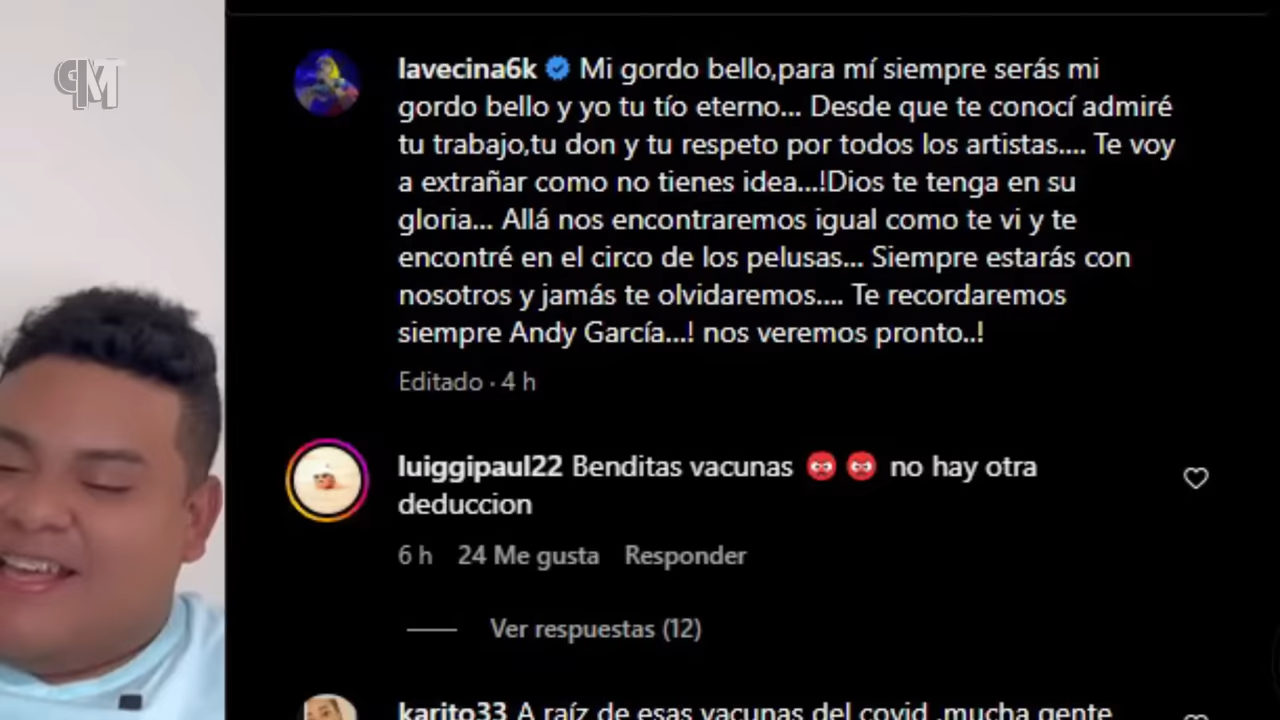 PMT
lavecina6k Mi gordo bello,para mí siempre serás mi
gordo bello y yo tu tío eterno... Desde que te conocí admiré
tu trabajo,tu don y tu respeto por todos los artistas.... Te voy
a extrañar como no tienes idea...!Dios te tenga en su
gloria... Allá nos encontraremos igual como te vi y te
encontré en el circo de los pelusas... Siempre estarás con
nosotros y jamás te olvidaremos.... Te recordaremos
siempre Andy García...! nos veremos pronto..!
Editado · 4 h
luiggipaul22 Benditas vacunas 😡 😡 no hay otra
deduccion
6 h 24 Me gusta Responder
Ver respuestas (12)
karito33 A raíz de esas vacunas del covid ,mucha gente